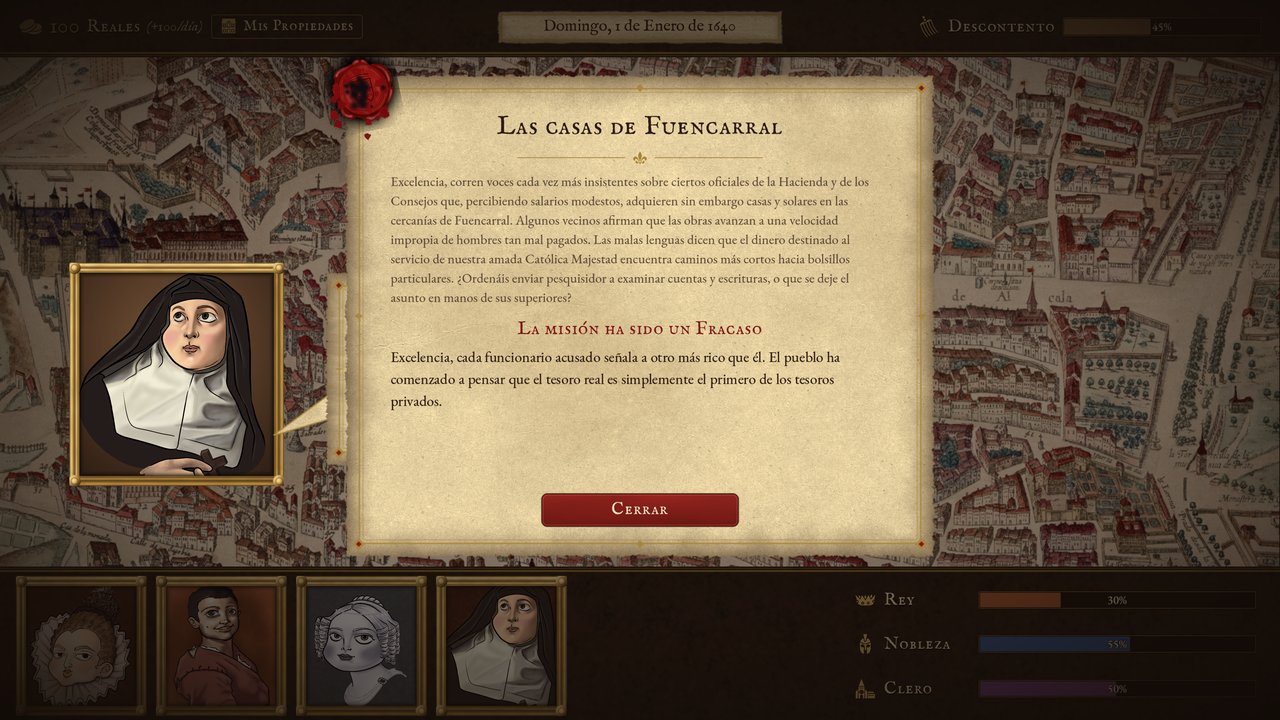 100 Reales (+100/día)
Mis Propiedades
Domingo, 1 de Enero de 1640
Descontento
45%
Las casas de Fuencarral
Excelencia, corren voces cada vez más insistentes sobre ciertos oficiales de la Hacienda y de los
Consejos que, percibiendo salarios modestos, adquieren sin embargo casas y solares en las
cercanías de Fuencarral. Algunos vecinos afirman que las obras avanzan a una velocidad
impropia de hombres tan mal pagados. Las malas lenguas dicen que el dinero destinado al
servicio de nuestra amada Católica Majestad encuentra caminos más cortos hacia bolsillos
particulares. ¿Ordenáis enviar pesquisidor a examinar cuentas y escrituras, o que se deje el
asunto en manos de sus superiores?
La misión ha sido un Fracaso
Excelencia, cada funcionario acusado señala a otro más rico que él. El pueblo ha
comenzado a pensar que el tesoro real es simplemente el primero de los tesoros
privados.
Cerrar
de Al cala
Rey
30%
Nobleza
55%
Clero
50%